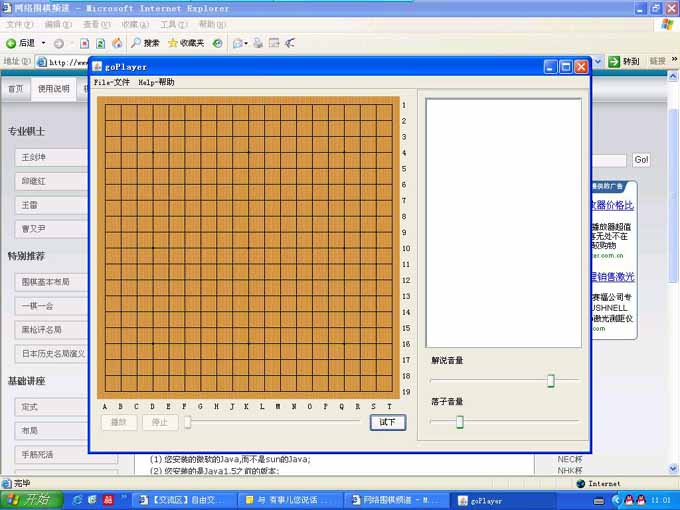 网络围棋频道 - Microsoft Internet Explorer
文件(F) 编辑(E) 查看(V) 收藏(A) 工具(T) 帮助(H)
后退 搜索 收藏夹
地址(D) http://www 转到 链接 »
goPlayer
File-文件 Help-帮助
首页 使用说明
专业棋士
王剑坤
邱继红
王雷
曹又尹
特别推荐
围棋基本布局
一棋一会
黑枪评名局
日本历史名局演义
基础讲座
定式
布局
手筋死活
1
2
3
4
5
6
7
8
9
10
11
12
13
14
15
16
17
18
19
A B C D E F G H J K L M N O P Q R S T
播放 停止 试下
解说音量
落子音量
Go!
提供的广告
放器价格比
播放器超值
客无处不在
较购物
er.com.cn
星销售激光
赛福公司专
USHNELL
激光测距仪
com
(1) 您安装的微软的Java,而不是sun的Java;
(2) 您安装的是Java1.5之前的版本;
NEC杯
NHK杯
完毕 Internet
开始 » 【交流区】自由交... 与 有事儿您说话 ... 网络围棋频道 - M... goPlayer 11:01